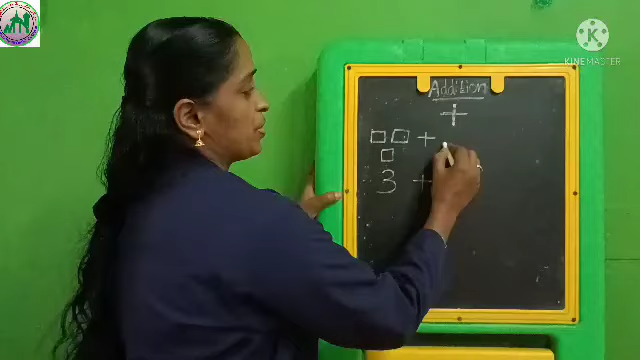 K
KINEMASTER
Addition
+
+
3 +